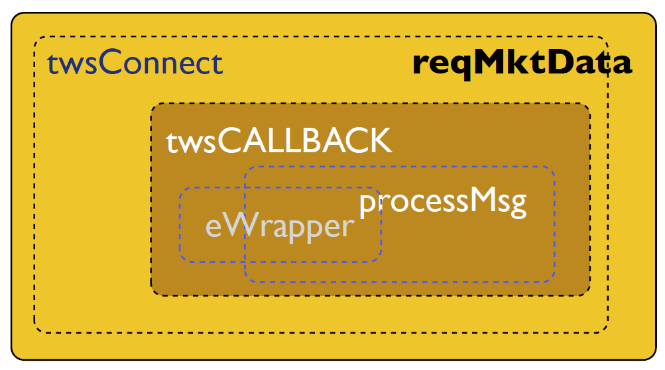 twsConnect
reqMktData
twsCALLBACK
processMsg
eWrapper